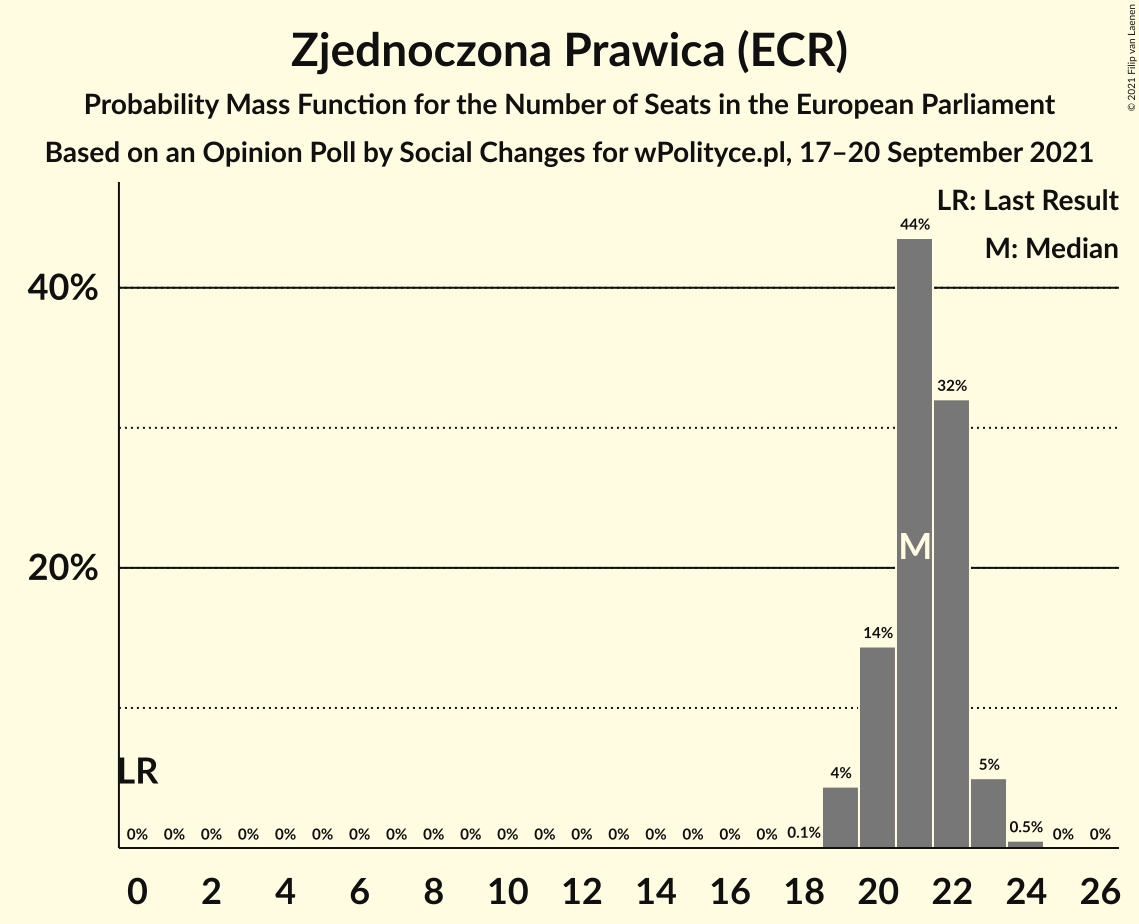 Zjednoczona Prawica (ECR)
Probability Mass Function for the Number of Seats in the European Parliament
Based on an Opinion Poll by Social Changes for wPolityce.pl, 17–20 September 2021
© 2021 Filip van Laenen
LR: Last Result
M: Median
44%
40%
32%
M
20%
14%
LR
4%
5%
0% 0% 0% 0% 0% 0% 0% 0% 0% 0% 0% 0% 0% 0% 0% 0% 0% 0% 0.1% 0.5% 0% 0%
0 2 4 6 8 10 12 14 16 18 20 22 24 26